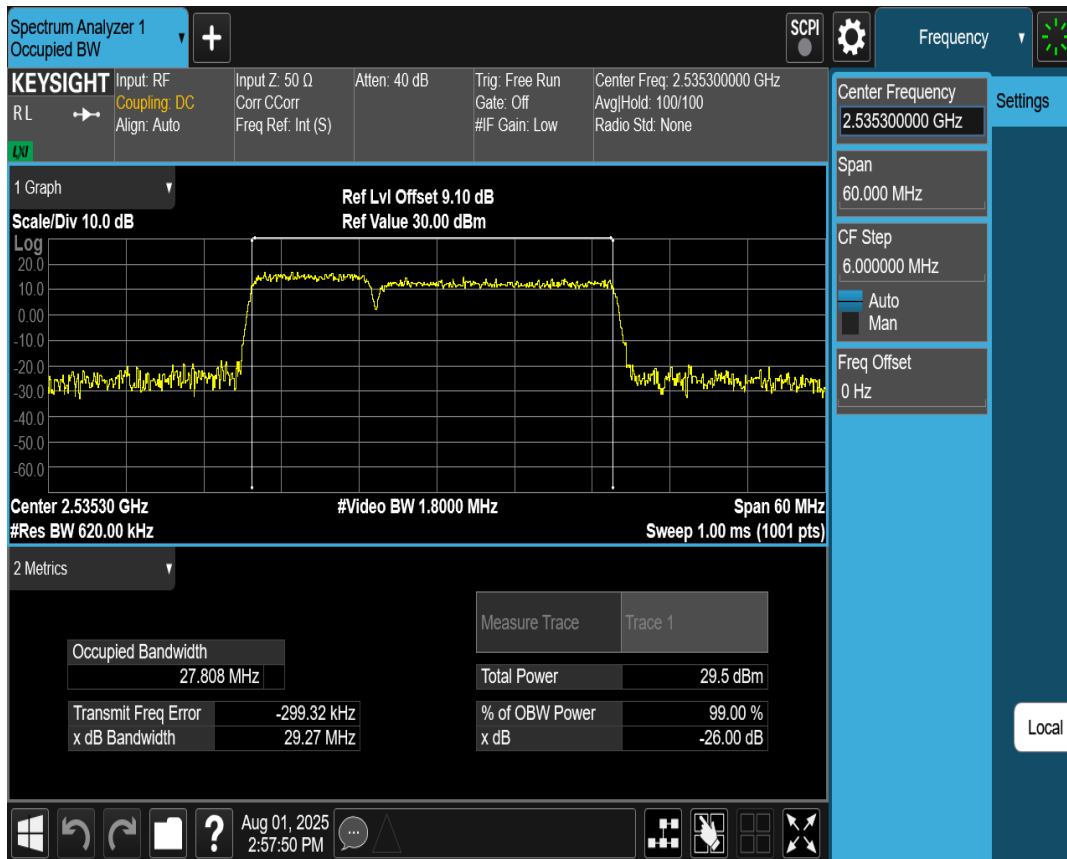 Spectrum Analyzer 1
Occupied BW
+
SCPI
Frequency
KEYSIGHT
RL
LXI
Input: RF
Coupling: DC
Align: Auto
Input Z: 50 Ω
Corr CCorr
Freq Ref: Int (S)
Atten: 40 dB
Trig: Free Run
Gate: Off
#IF Gain: Low
Center Freq: 2.535300000 GHz
Avg|Hold: 100/100
Radio Std: None
Center Frequency
2.535300000 GHz
Settings
Span
60.000 MHz
CF Step
6.000000 MHz
Auto
Man
Freq Offset
0 Hz
Local
1 Graph
Scale/Div 10.0 dB
Ref Lvl Offset 9.10 dB
Ref Value 30.00 dBm
Log
20.0
10.0
0.00
-10.0
-20.0
-30.0
-40.0
-50.0
-60.0
Center 2.53530 GHz
#Video BW 1.8000 MHz
Span 60 MHz
#Res BW 620.00 kHz
Sweep 1.00 ms (1001 pts)
2 Metrics
Measure Trace
Trace 1
Occupied Bandwidth
27.808 MHz
Total Power
29.5 dBm
Transmit Freq Error
-299.32 kHz
% of OBW Power
99.00 %
x dB Bandwidth
29.27 MHz
x dB
-26.00 dB
?
Aug 01, 2025
2:57:50 PM